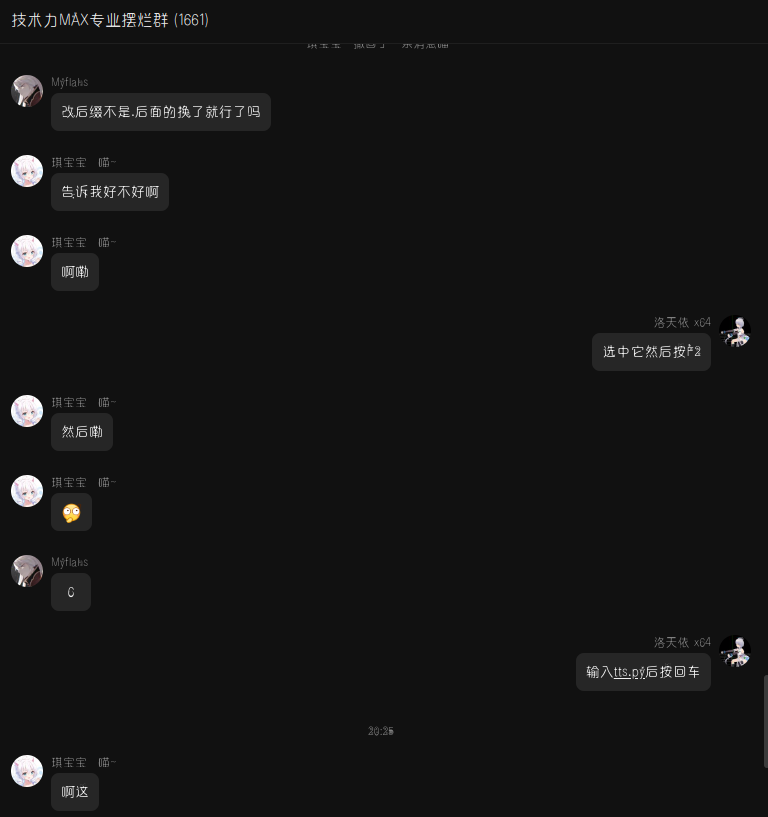 技术力MAX专业摆烂群 (1661)
Myflahs
改后缀不是.后面的换了就行了吗
琪宝宝 喵~
告诉我好不好啊
琪宝宝 喵~
啊嘞
洛天依 x64
选中它然后按F2
琪宝宝 喵~
然后嘞
琪宝宝 喵~
Myflahs
6
洛天依 x64
输入tts.py后按回车
20:25
琪宝宝 喵~
啊这